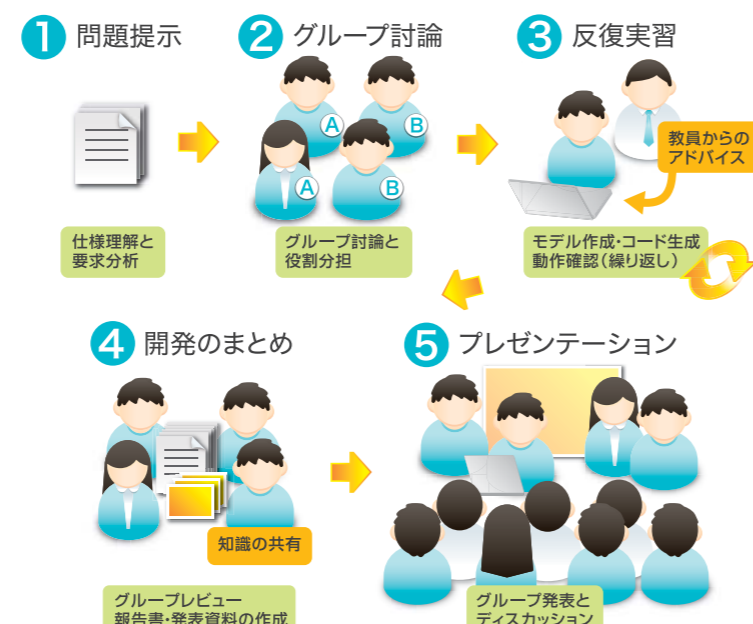 1 問題提示
2 グループ討論
3 反復実習
A
B
A
B
教員からの
アドバイス
仕様理解と
要求分析
グループ討論と
役割分担
モデル作成・コード生成
動作確認(繰り返し)
4 開発のまとめ
5 プレゼンテーション
知識の共有
グループレビュー
報告書・発表資料の作成
グループ発表と
ディスカッション